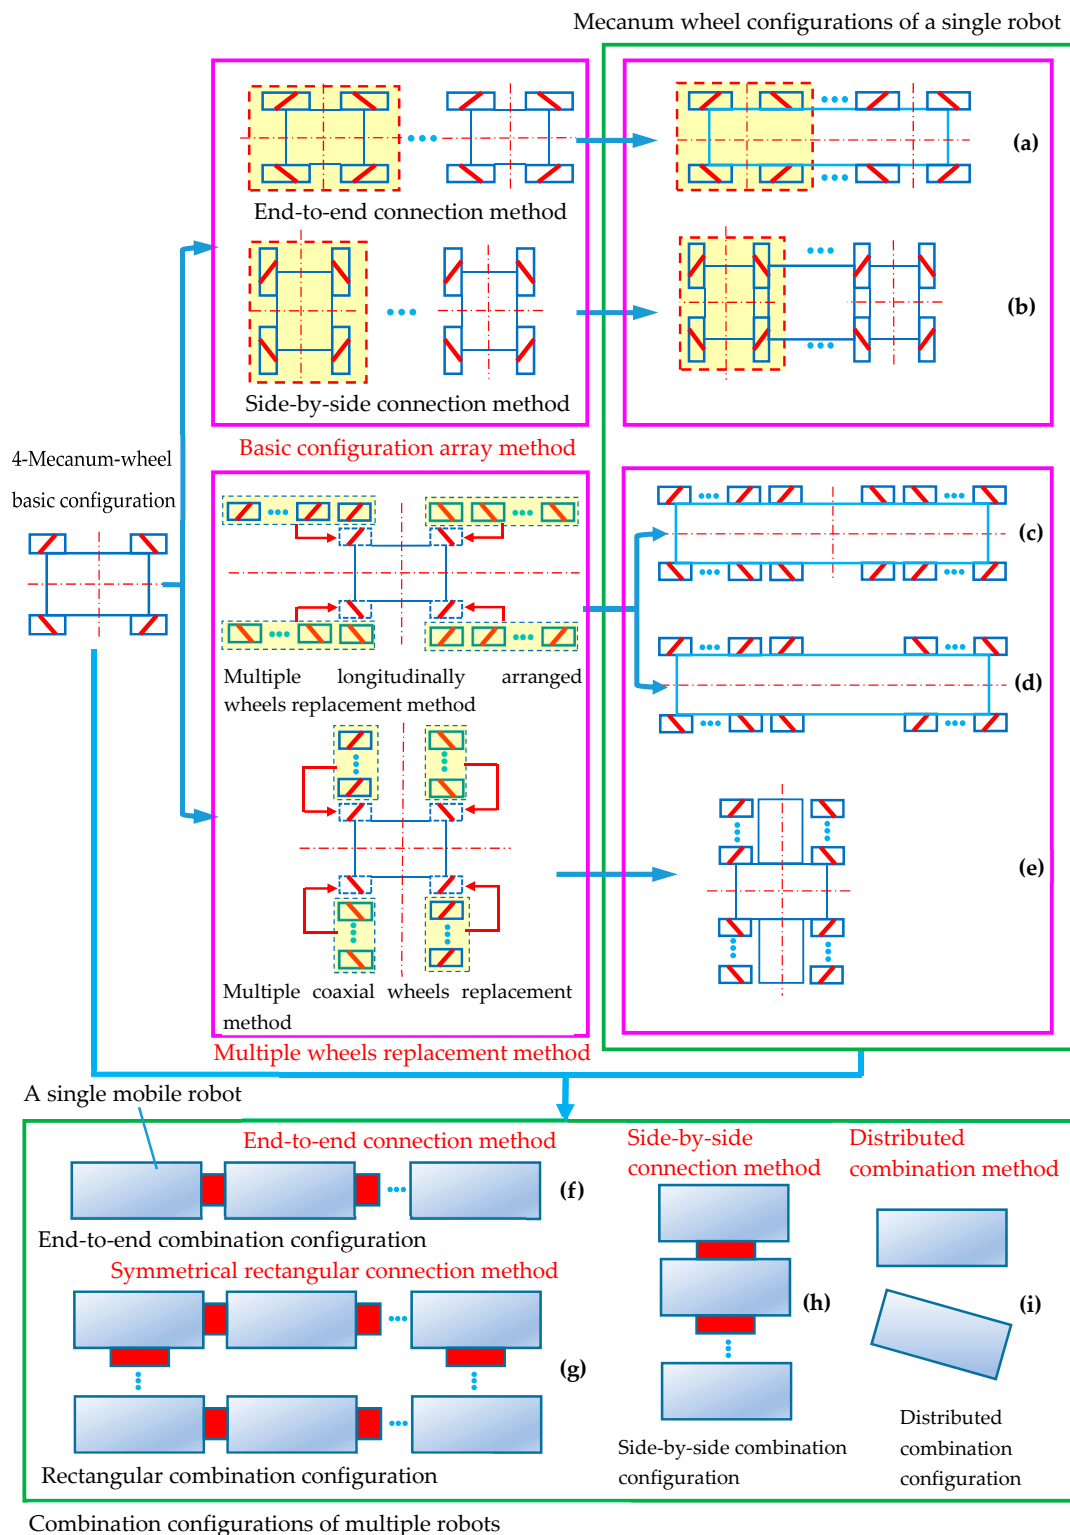 Mecanum wheel configurations of a single robot
(a)
End-to-end connection method
(b)
Side-by-side connection method
Basic configuration array method
4-Mecanum-wheel
basic configuration
(c)
Multiple longitudinally arranged
wheels replacement method
(d)
(e)
Multiple coaxial wheels replacement
method
Multiple wheels replacement method
A single mobile robot
End-to-end connection method
(f)
End-to-end combination configuration
Symmetrical rectangular connection method
(g)
Rectangular combination configuration
Side-by-side
connection method
(h)
Side-by-side combination
configuration
Distributed
combination method
(i)
Distributed
combination
configuration
Combination configurations of multiple robots